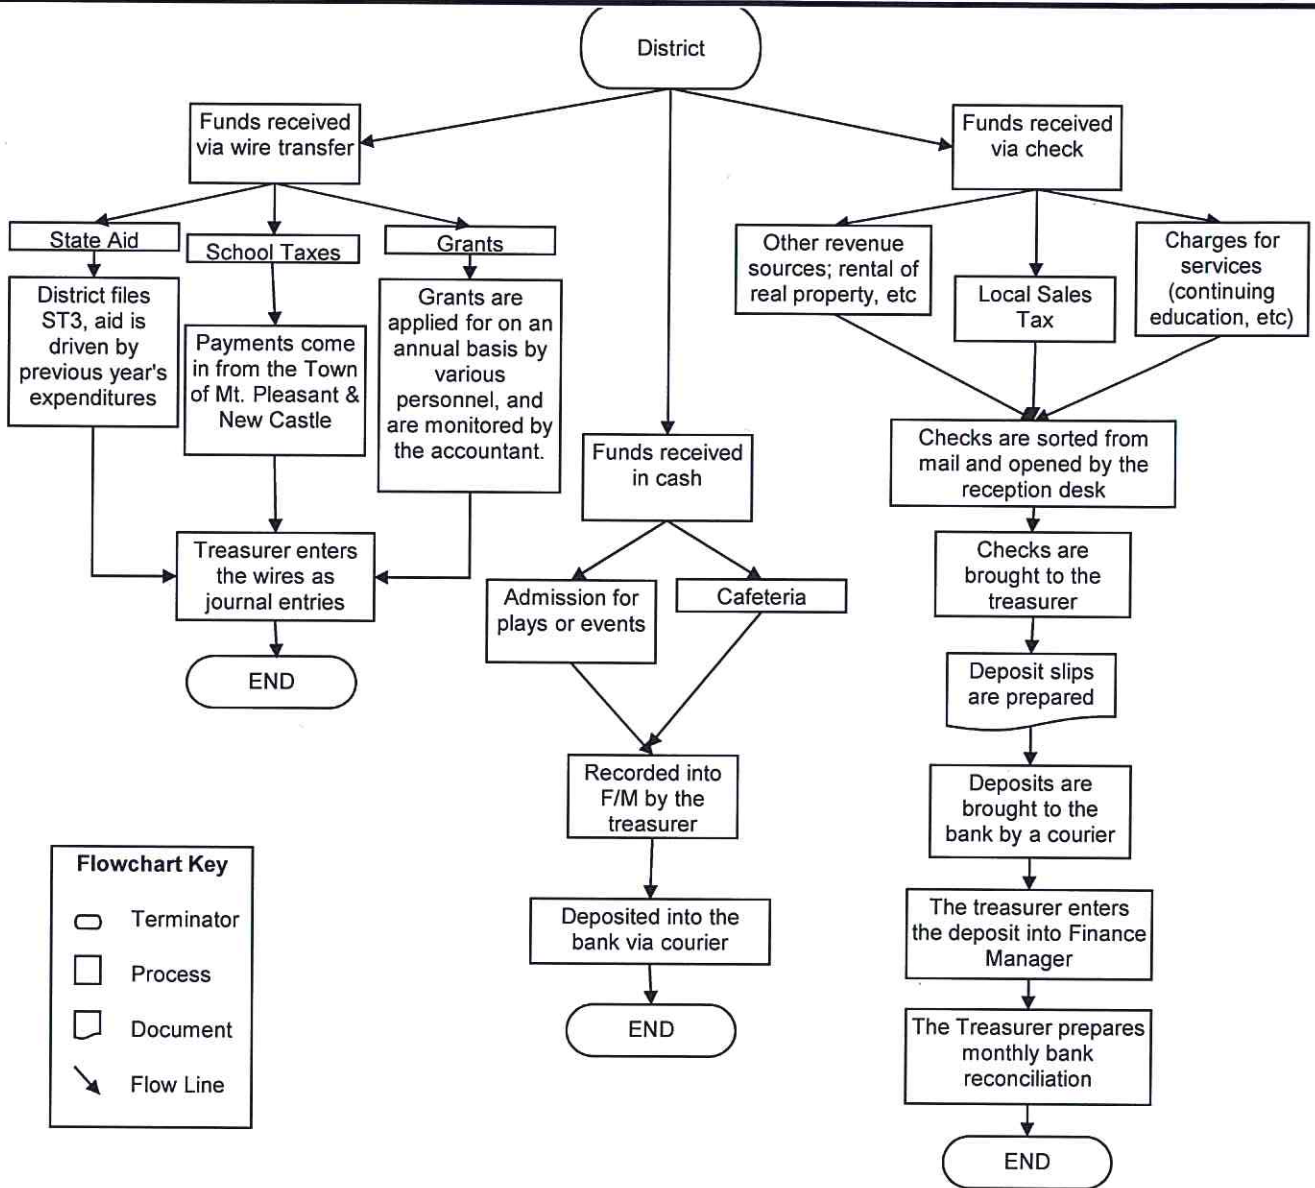 District
Funds received
via wire transfer
State Aid
District files
ST3, aid is
driven by
previous year's
expenditures
School Taxes
Payments come
in from the Town
of Mt. Pleasant &
New Castle
Grants
Grants are
applied for on an
annual basis by
various
personnel, and
are monitored by
the accountant.
Treasurer enters
the wires as
journal entries
END
Funds received
in cash
Admission for
plays or events
Cafeteria
Recorded into
F/M by the
treasurer
Deposited into the
bank via courier
END
Funds received
via check
Other revenue
sources; rental of
real property, etc
Local Sales
Tax
Charges for
services
(continuing
education, etc)
Checks are sorted from
mail and opened by the
reception desk
Checks are
brought to the
treasurer
Deposit slips
are prepared
Deposits are
brought to the
bank by a courier
The treasurer enters
the deposit into Finance
Manager
The Treasurer prepares
monthly bank
reconciliation
END
Flowchart Key
Terminator
Process
Document
Flow Line